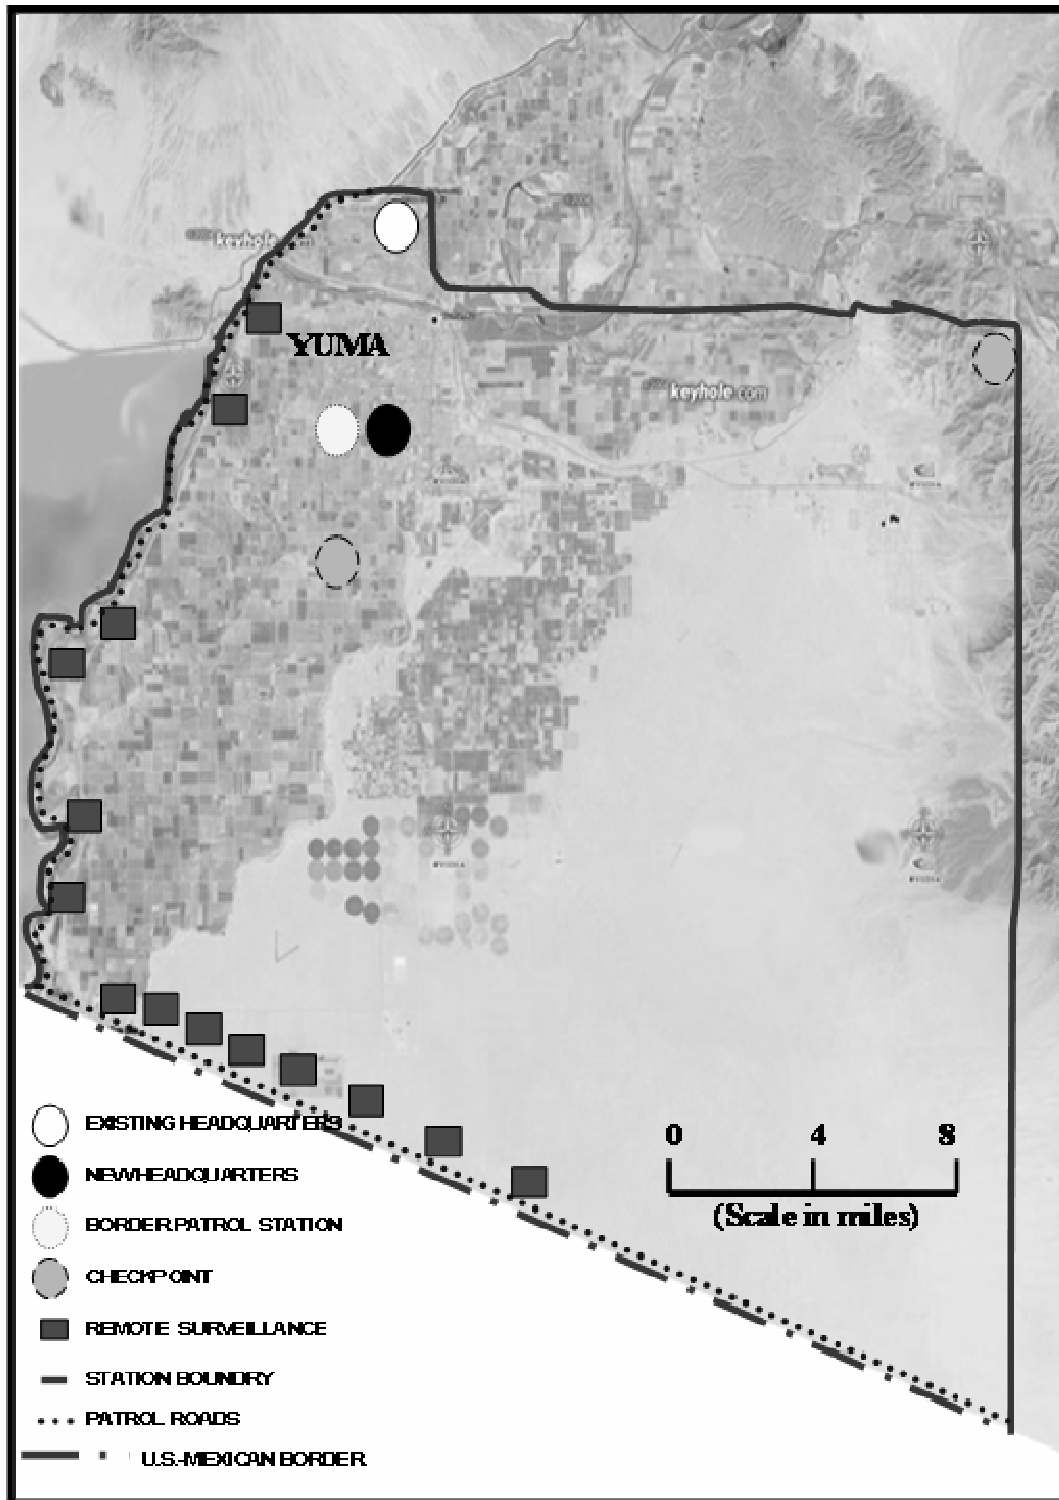 keyhole.com
YUMA
keyhole.com
0 4 8
(Scale in miles)
EXISTING HEADQUARTERS
NEW HEADQUARTERS
BORDER PATROL STATION
CHECKPOINT
REMOTE SURVEILLANCE
STATION BOUNDRY
PATROL ROADS
U.S.-MEXICAN BORDER